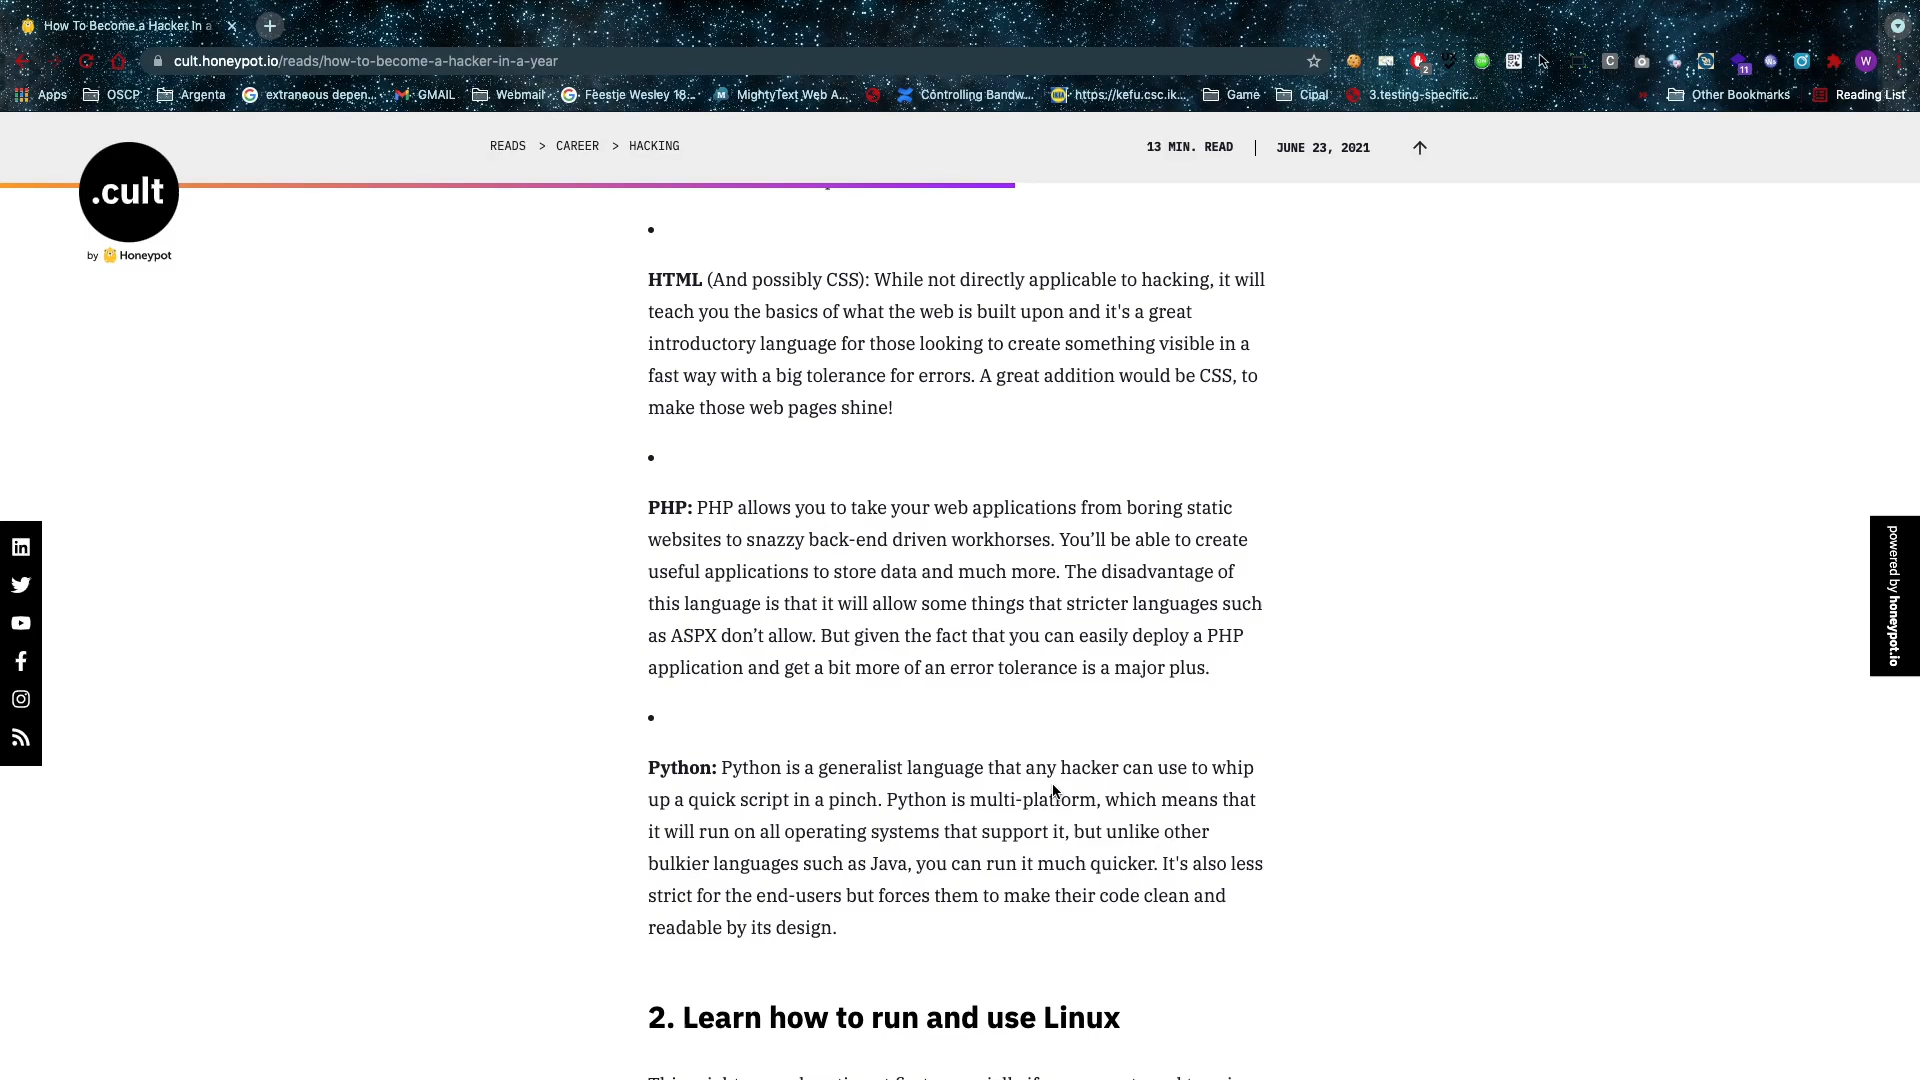 How To Become a Hacker in a
cult.honeypot.io/reads/how-to-become-a-hacker-in-a-year
2
C
11
W
Apps
OSCP
Argenta
extraneous depen...
GMAIL
Webmail
Feestje Wesley 18...
MightyText Web A...
Controlling Bandw...
https://kefu.csc.ik...
Game
Cipal
3.testing-specific...
Other Bookmarks
Reading List
READS > CAREER > HACKING
13 MIN. READ | JUNE 23, 2021
.cult
by Honeypot
HTML (And possibly CSS): While not directly applicable to hacking, it will
teach you the basics of what the web is built upon and it's a great
introductory language for those looking to create something visible in a
fast way with a big tolerance for errors. A great addition would be CSS, to
make those web pages shine!
PHP: PHP allows you to take your web applications from boring static
websites to snazzy back-end driven workhorses. You’ll be able to create
useful applications to store data and much more. The disadvantage of
this language is that it will allow some things that stricter languages such
as ASPX don’t allow. But given the fact that you can easily deploy a PHP
application and get a bit more of an error tolerance is a major plus.
Python: Python is a generalist language that any hacker can use to whip
up a quick script in a pinch. Python is multi-platform, which means that
it will run on all operating systems that support it, but unlike other
bulkier languages such as Java, you can run it much quicker. It's also less
strict for the end-users but forces them to make their code clean and
readable by its design.
2. Learn how to run and use Linux
powered by honeypot.io